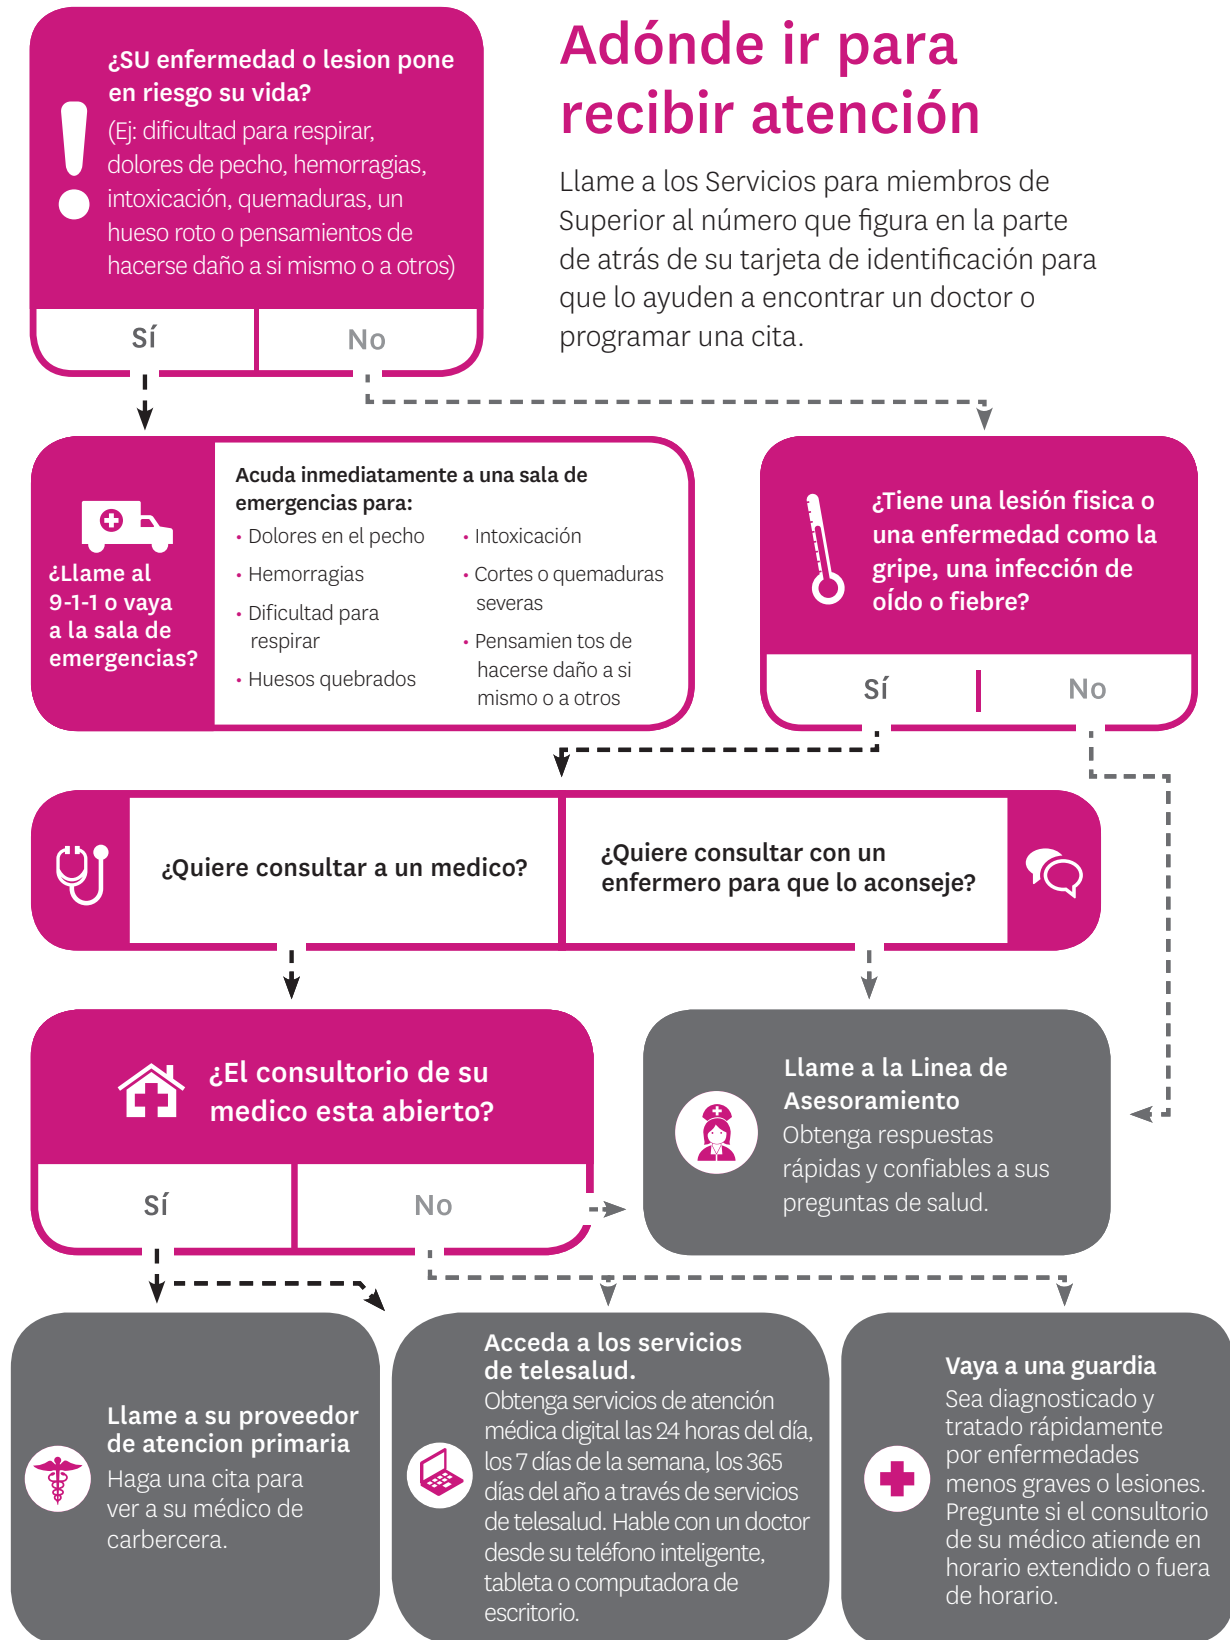 Adónde ir para
recibir atención
Llame a los Servicios para miembros de
Superior al número que figura en la parte
de atrás de su tarjeta de identificación para
que lo ayuden a encontrar un doctor o
programar una cita.
¿SU enfermedad o lesion pone
en riesgo su vida?
(Ej: dificultad para respirar,
dolores de pecho, hemorragias,
intoxicación, quemaduras, un
hueso roto o pensamientos de
hacerse daño a si mismo o a otros)
Sí
No
¿Llame al
9-1-1 o vaya
a la sala de
emergencias?
Acuda inmediatamente a una sala de
emergencias para:
• Dolores en el pecho
• Hemorragias
• Dificultad para
respirar
• Huesos quebrados
• Intoxicación
• Cortes o quemaduras
severas
• Pensamien tos de
hacerse daño a si
mismo o a otros
¿Tiene una lesión fisica o
una enfermedad como la
gripe, una infección de
oÍdo o fiebre?
Sí
No
¿Quiere consultar a un medico?
¿Quiere consultar con un
enfermero para que lo aconseje?
¿El consultorio de su
medico esta abierto?
Sí
No
Llame a la Linea de
Asesoramiento
Obtenga respuestas
rápidas y confiables a sus
preguntas de salud.
Llame a su proveedor
de atencion primaria
Haga una cita para
ver a su médico de
carbercera.
Acceda a los servicios
de telesalud.
Obtenga servicios de atención
médica digital las 24 horas del día,
los 7 días de la semana, los 365
días del año a través de servicios
de telesalud. Hable con un doctor
desde su teléfono inteligente,
tableta o computadora de
escritorio.
Vaya a una guardia
Sea diagnosticado y
tratado rápidamente
por enfermedades
menos graves o lesiones.
Pregunte si el consultorio
de su médico atiende en
horario extendido o fuera
de horario.